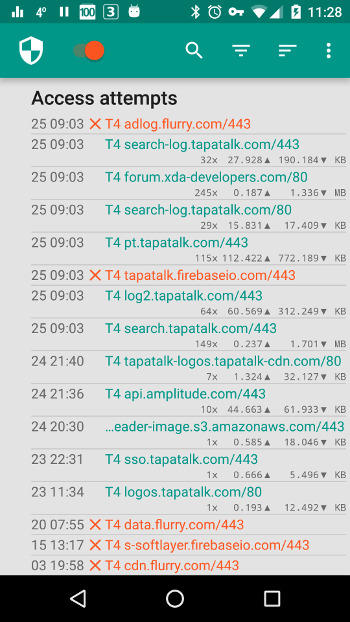 4º 100 3 11:28
Access attempts
25 09:03 T4 adlog.flurry.com/443
25 09:03 T4 search-log.tapatalk.com/443
32x 27.928▲ 190.184▼ KB
25 09:03 T4 forum.xda-developers.com/80
245x 0.187▲ 1.336▼ MB
25 09:03 T4 search-log.tapatalk.com/80
29x 15.831▲ 17.409▼ KB
25 09:03 T4 pt.tapatalk.com/443
115x 112.422▲ 772.189▼ KB
25 09:03 T4 tapatalk.firebaseio.com/443
25 09:03 T4 log2.tapatalk.com/443
64x 60.569▲ 312.249▼ KB
25 09:03 T4 search.tapatalk.com/443
149x 0.237▲ 1.701▼ MB
24 21:40 T4 tapatalk-logos.tapatalk-cdn.com/80
7x 1.324▲ 32.127▼ KB
24 21:36 T4 api.amplitude.com/443
10x 44.663▲ 61.933▼ KB
24 20:30 …eader-image.s3.amazonaws.com/443
1x 0.585▲ 18.046▼ KB
23 22:31 T4 sso.tapatalk.com/443
1x 0.666▲ 5.496▼ KB
23 11:34 T4 logos.tapatalk.com/80
1x 0.193▲ 12.492▼ KB
20 07:55 T4 data.flurry.com/443
15 13:17 T4 s-softlayer.firebaseio.com/443
03 19:58 T4 cdn.flurry.com/443